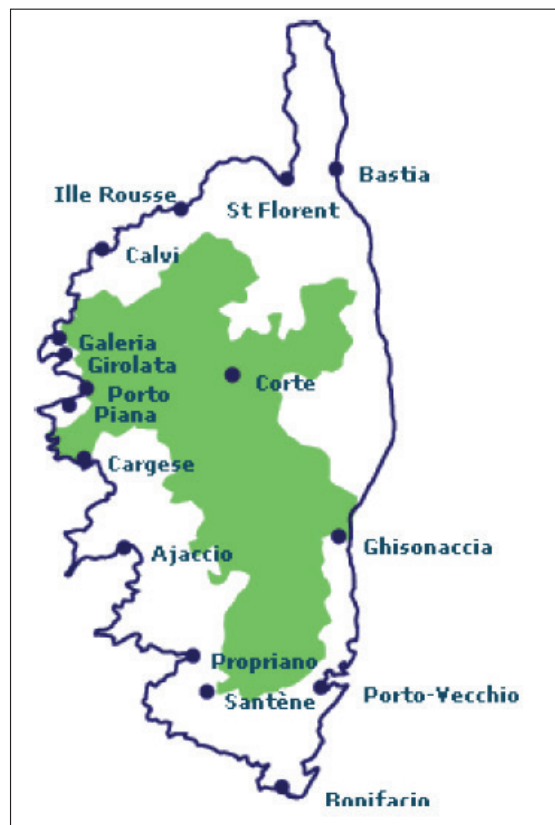 Bastia
Ille Rousse
St Florent
Calvi
Galeria
Girolata
Porto
Corte
Piana
Cargese
Ajaccio
Ghisonaccia
Propriano
Santène
Porto-Vecchio
Bonifacio